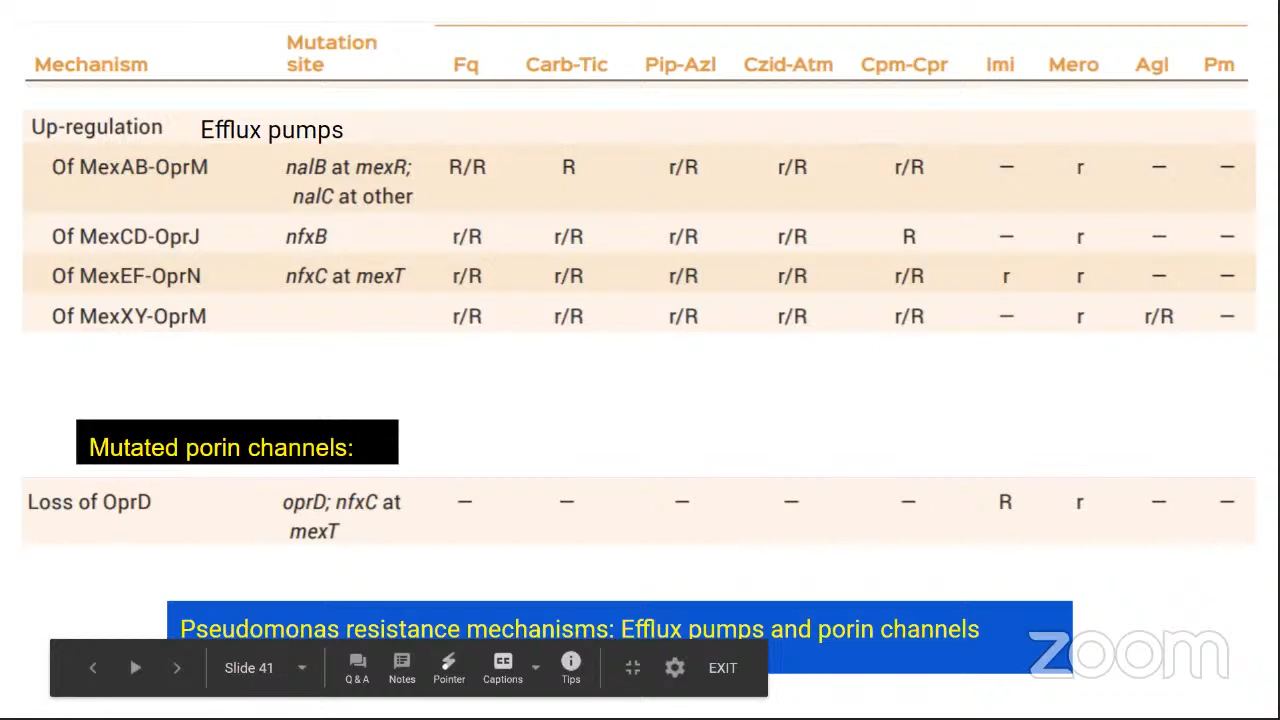 Mechanism Mutation site Fq Carb-Tic Pip-Azl Czid-Atm Cpm-Cpr Imi Mero Agl Pm
Up-regulation Efflux pumps
Of MexAB-OprM nalB at mexR; R/R R r/R r/R r/R — r — —
nalC at other
Of MexCD-OprJ nfxB r/R r/R r/R r/R R — r — —
Of MexEF-OprN nfxC at mexT r/R r/R r/R r/R r/R r r — —
Of MexXY-OprM r/R r/R r/R r/R r/R — r r/R —
Mutated porin channels:
Loss of OprD oprD; nfxC at — — — — — R r — —
mexT
Pseudomonas resistance mechanisms: Efflux pumps and porin channels
Slide 41 Q & A Notes Pointer CC Captions Tips EXIT
zoom